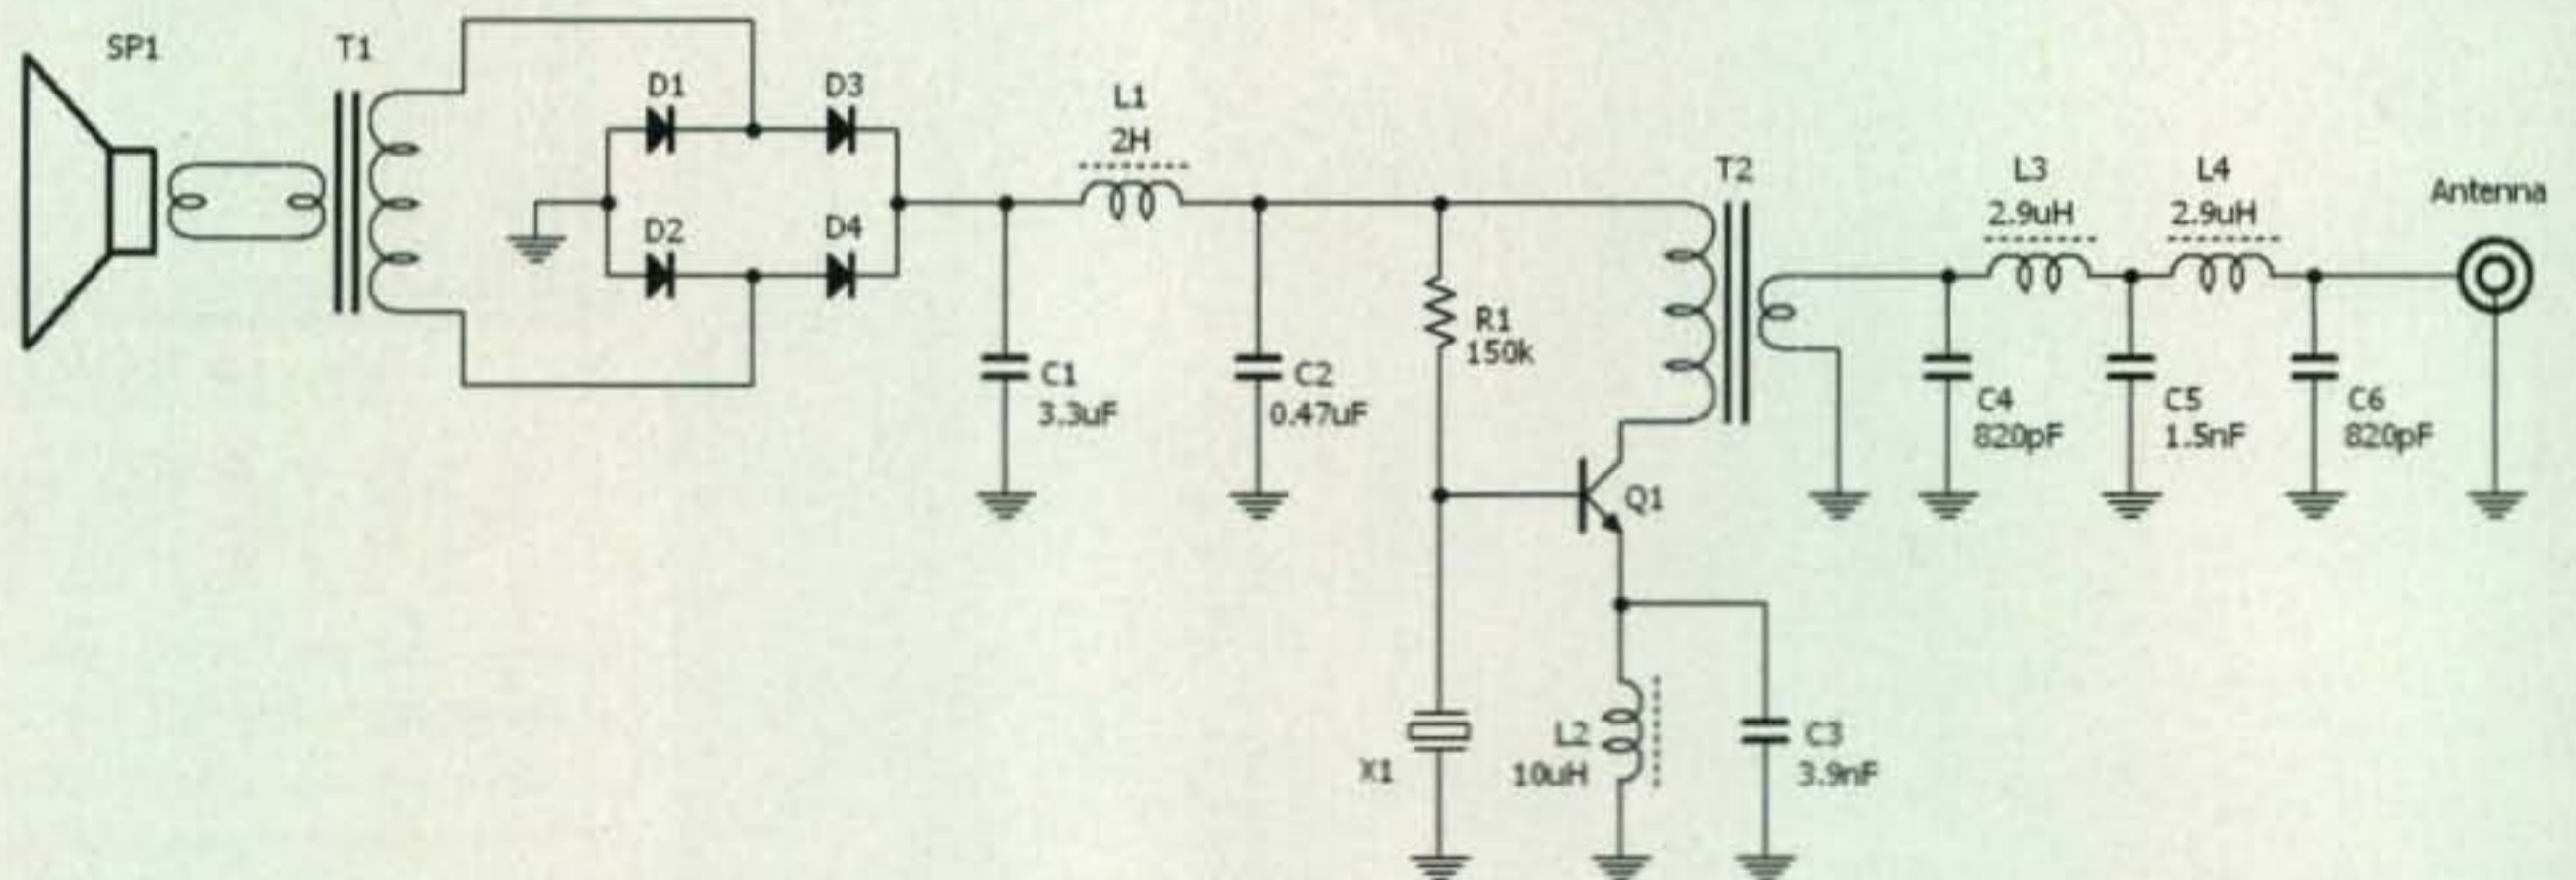 SP1
T1
D1
D3
D2
D4
L1
2H
C1
3.3uF
C2
0.47uF
R1
150k
T2
Q1
X1
L2
10uH
C3
3.9nF
L3
2.9uH
L4
2.9uH
C4
820pF
C5
1.5nF
C6
820pF
Antenna